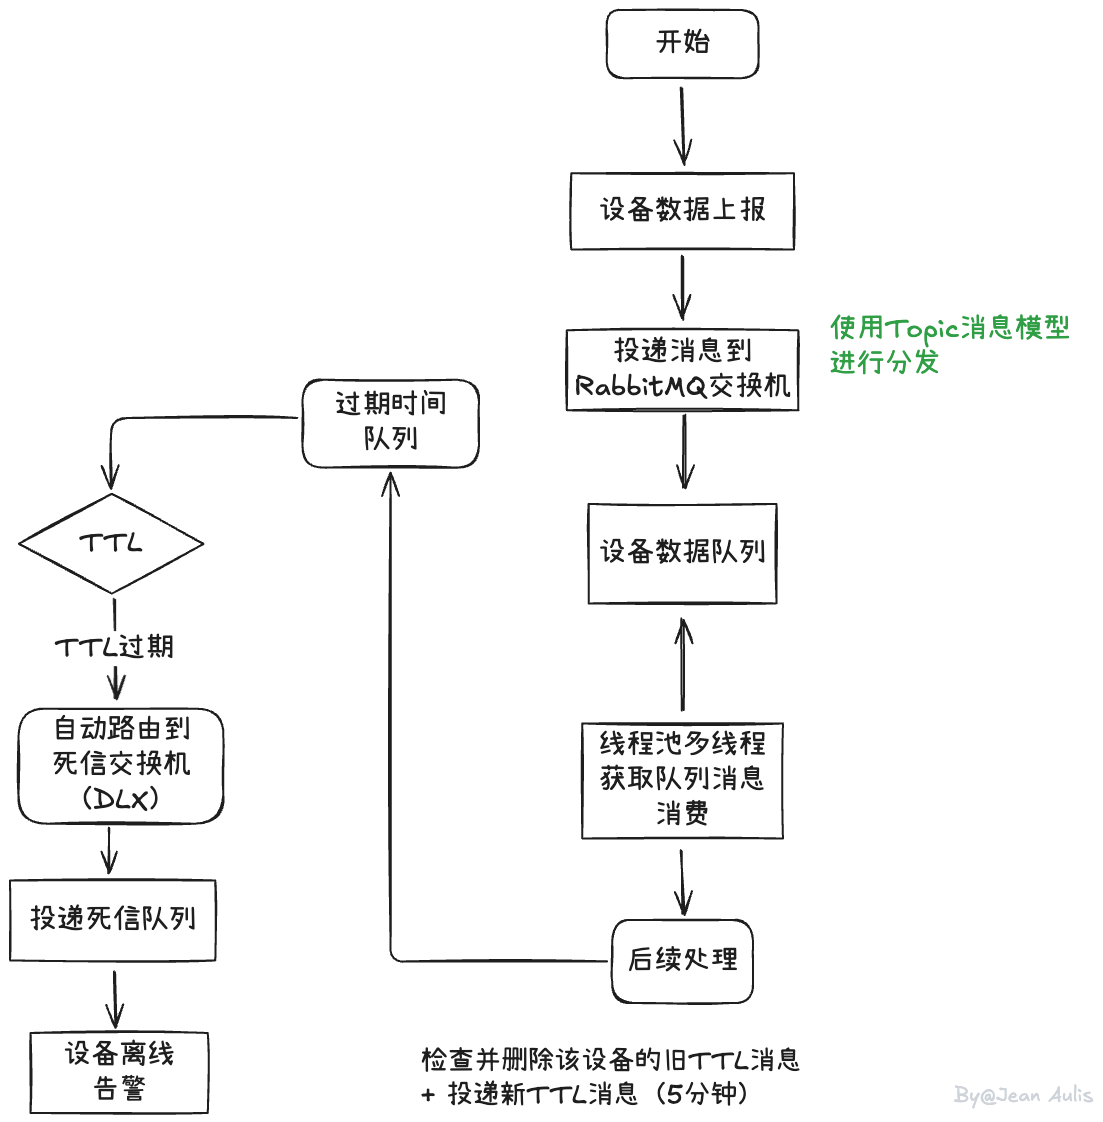 开始
设备数据上报
投递消息到
RabbitMQ交换机
使用Topic消息模型
进行分发
设备数据队列
线程池多线程
获取队列消息
消费
后续处理
检查并删除该设备的旧TTL消息
+ 投递新TTL消息（5分钟）
过期时间
队列
TTL
TTL过期
自动路由到
死信交换机
（DLX）
投递死信队列
设备离线
告警
By@Jean Aulis